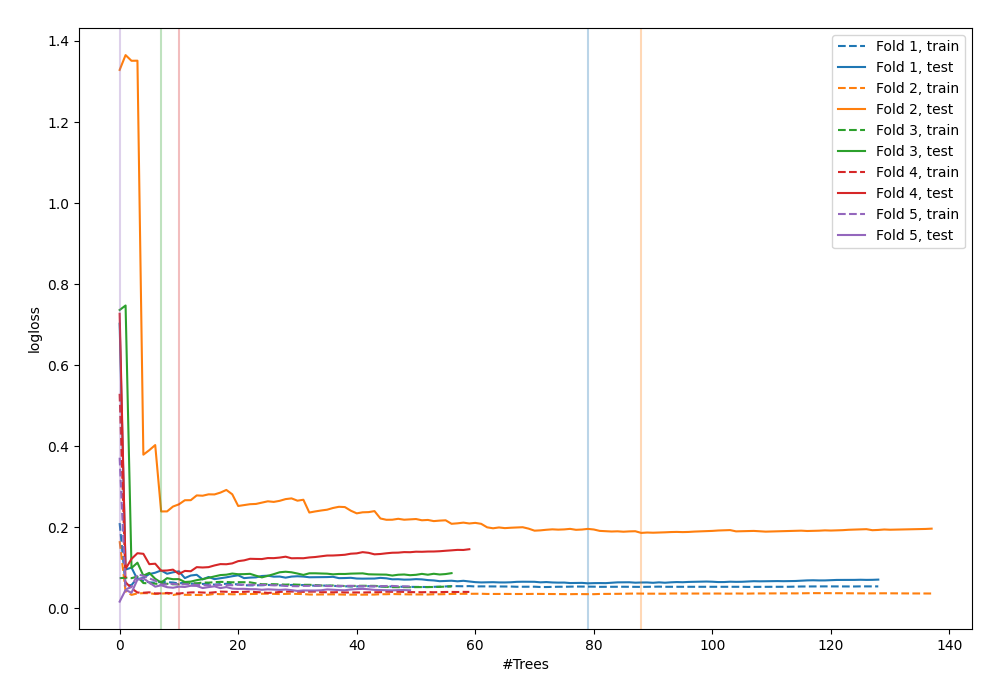 1.4
1.2
1.0
0.8
0.6
0.4
0.2
0.0
logloss
0
20
40
60
80
100
120
140
#Trees
Fold 1, train
Fold 1, test
Fold 2, train
Fold 2, test
Fold 3, train
Fold 3, test
Fold 4, train
Fold 4, test
Fold 5, train
Fold 5, test